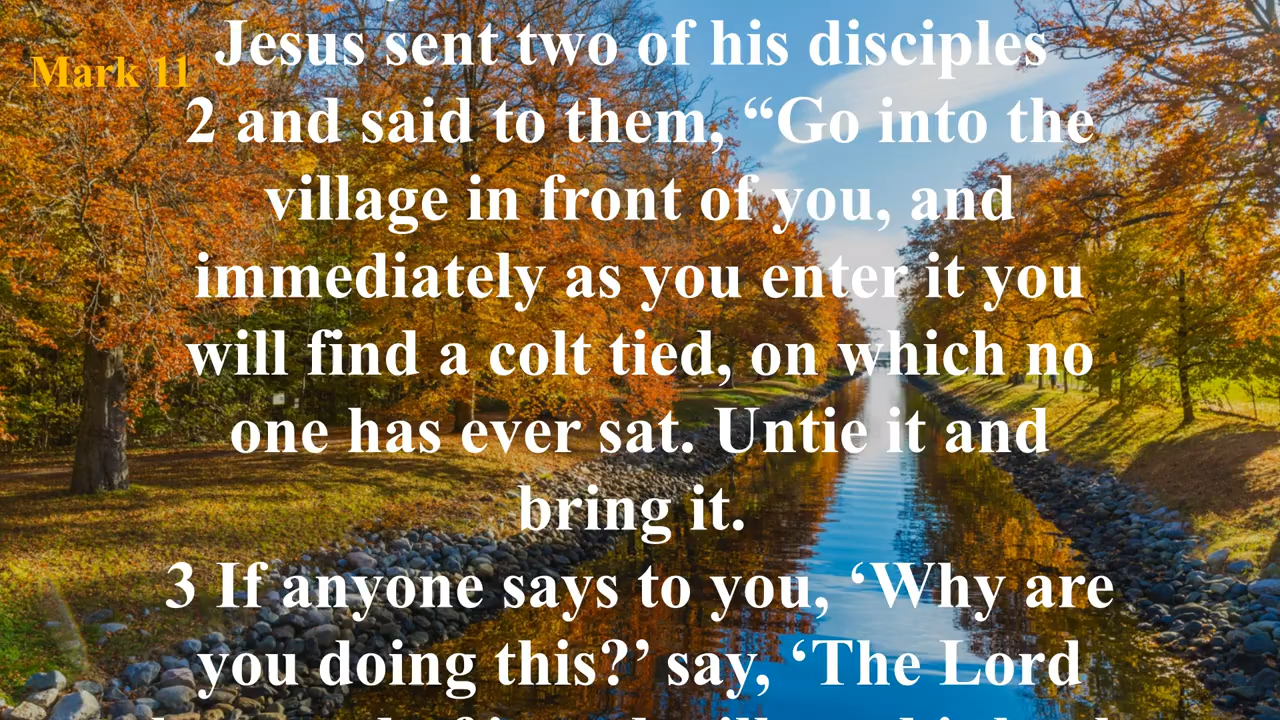 Mark 11
Jesus sent two of his disciples
2 and said to them, “Go into the
village in front of you, and
immediately as you enter it you
will find a colt tied, on which no
one has ever sat. Untie it and
bring it.
3 If anyone says to you, ‘Why are
you doing this?’ say, ‘The Lord